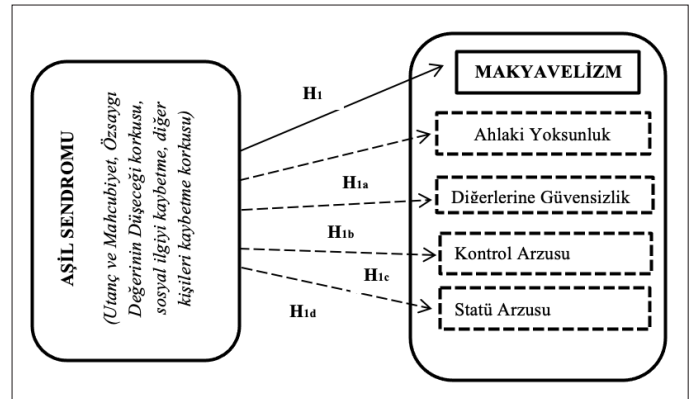 AŞİL SENDROMU
(Utanç ve Mahcubiyet, Özsaygı
Değerinin Düşeceği korkusu,
sosyal ilgiyi kaybetme, diğer
kişileri kaybetme korkusu)
H1
H1a
H1b
H1c
H1d
MAKYAVELİZM
Ahlaki Yoksunluk
Diğerlerine Güvensizlik
Kontrol Arzusu
Statü Arzusu